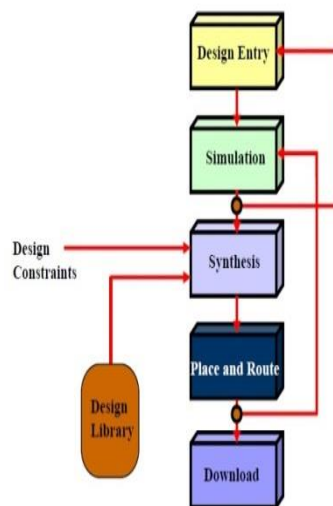 Design Entry
Simulation
Design
Constraints
Synthesis
Place and Route
Design
Library
Download